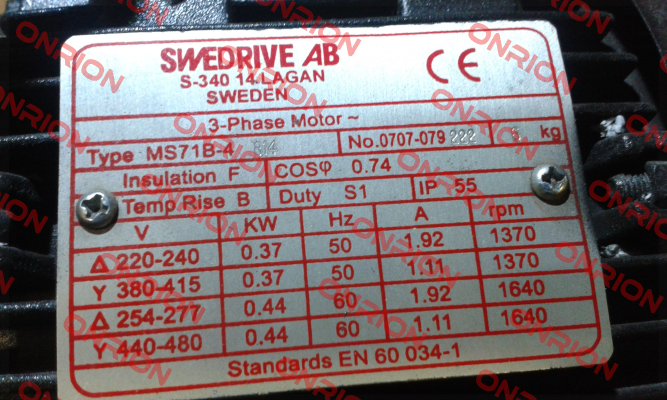 SWEDRIVE AB
S-340 14 LAGAN
SWEDEN
CE
3-Phase Motor ~
Type MS71B-4 No.0707-079 222 kg
Insulation F COSφ 0.74
Temp Rise B Duty S1 IP 55
V KW Hz A rpm
Δ 220-240 0.37 50 1.92 1370
Y 380-415 0.37 50 1.11 1370
Δ 254-277 0.44 60 1.92 1640
Y 440-480 0.44 60 1.11 1640
Standards EN 60 034-1
ONRION